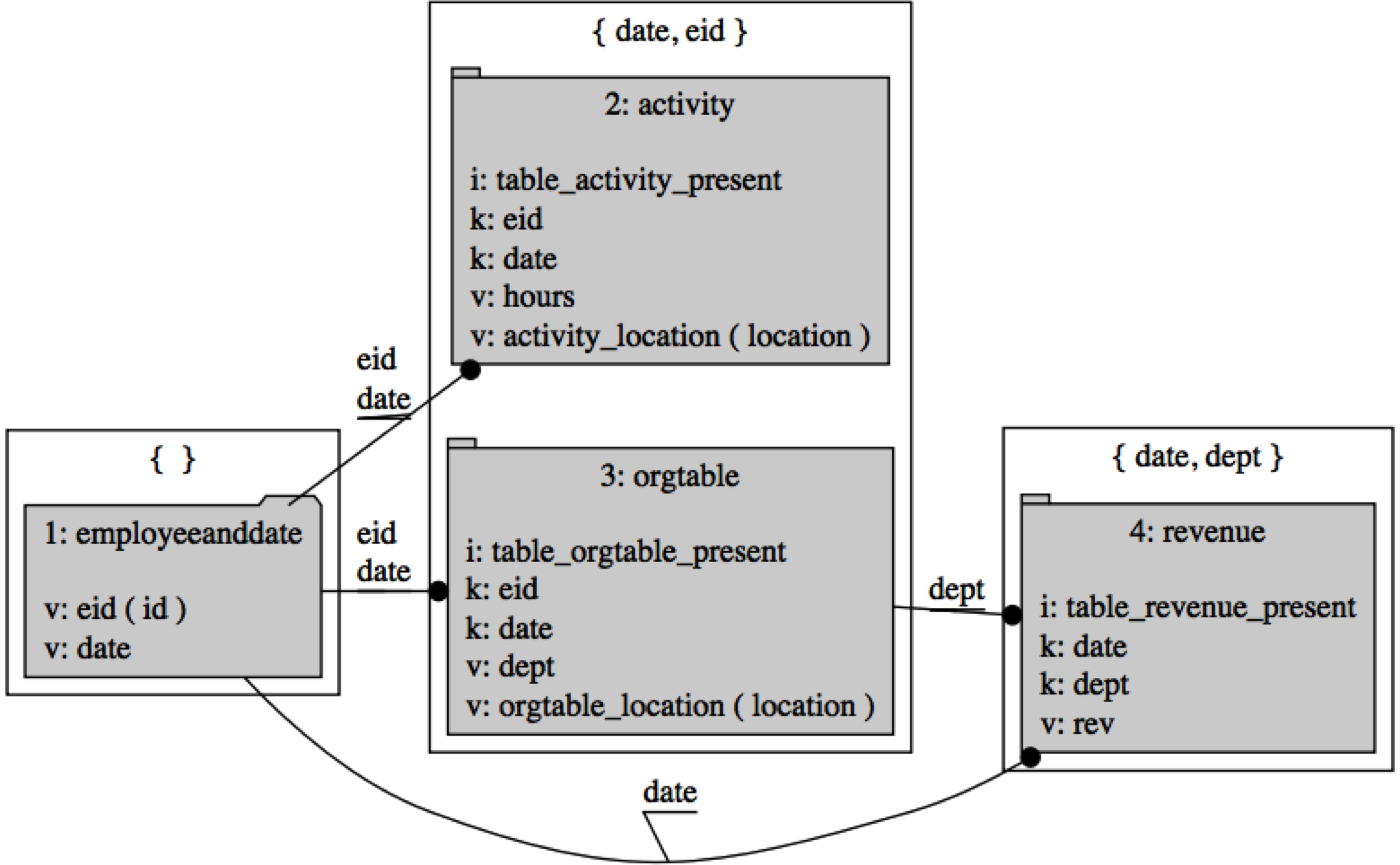 { date, eid }
2: activity
i: table_activity_present
k: eid
k: date
v: hours
v: activity_location ( location )
eid
date
{ }
1: employeeanddate
v: eid ( id )
v: date
eid
date
3: orgtable
i: table_orgtable_present
k: eid
k: date
v: dept
v: orgtable_location ( location )
dept
{ date, dept }
4: revenue
i: table_revenue_present
k: date
k: dept
v: rev
date